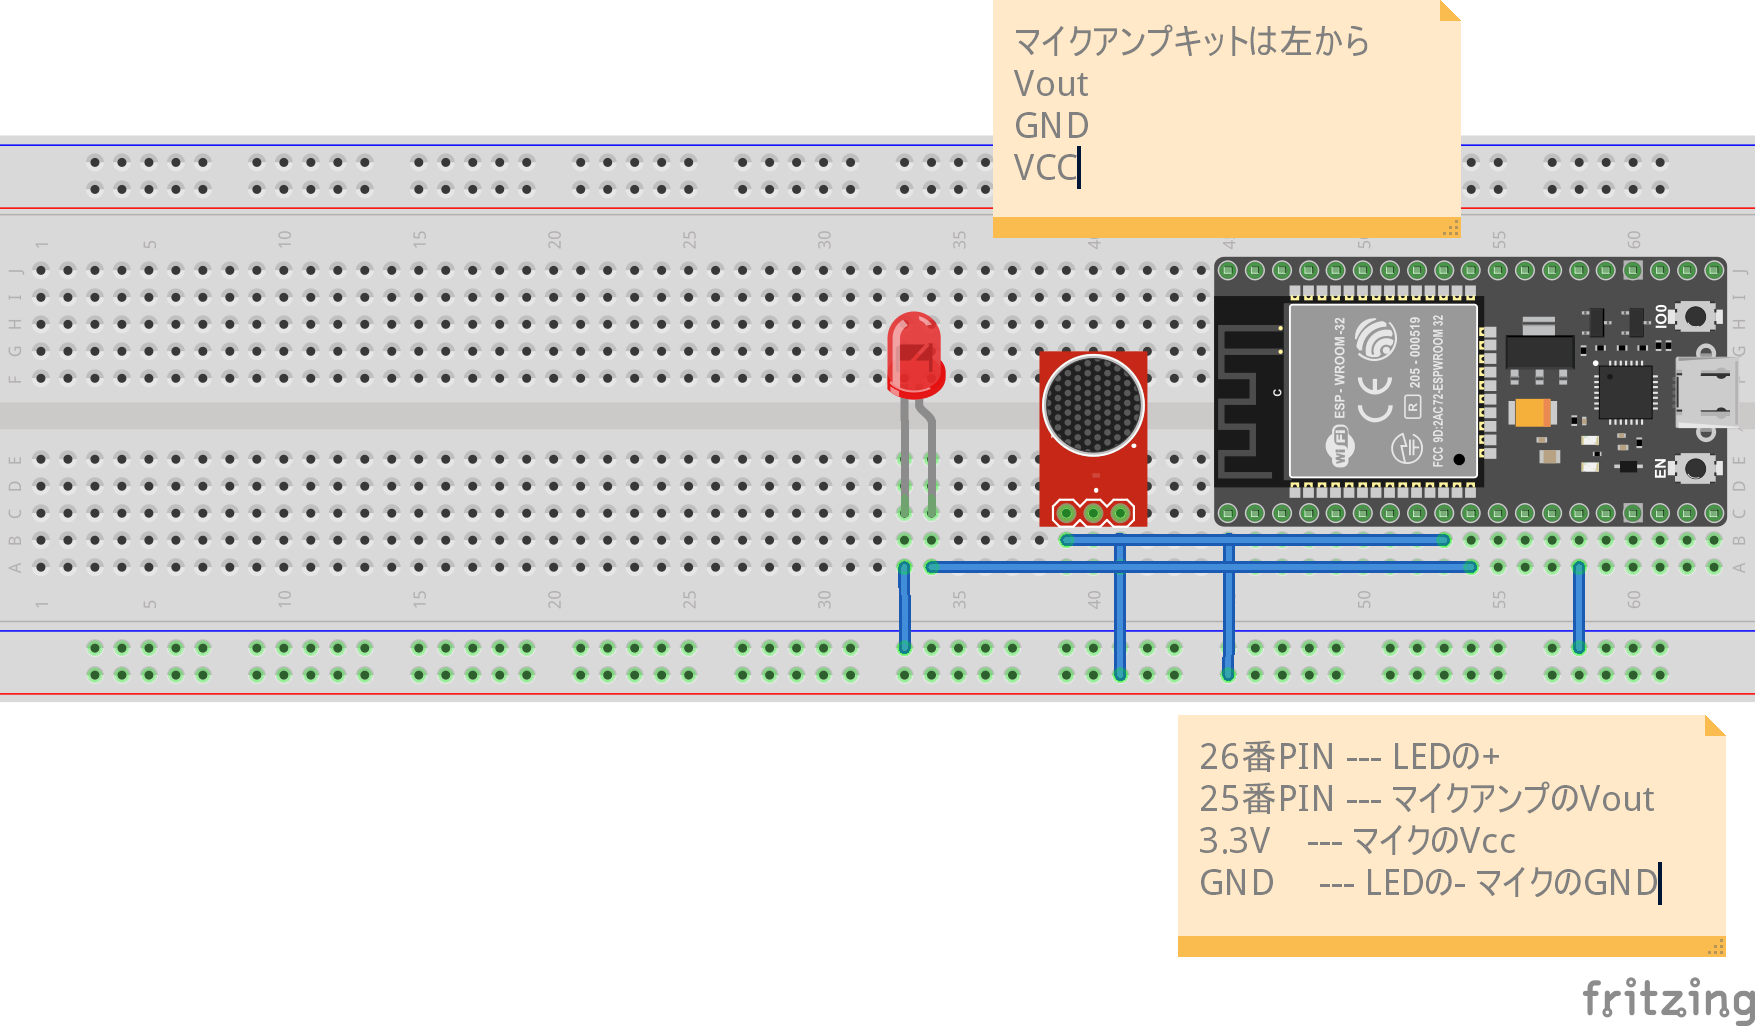 マイクアンプキットは左から
Vout
GND
VCC
1 5 10 15 20 25 30 35 40 45 50 55 60
J J
I I
H H
G G
F
E E
D D
C C
B B
A A
ESP-WROOM-32
205-000519
CE
R
FCC 9D:2AC72-ESPWROOM 32
WiFi
C
IO0
EN
1 5 10 15 20 25 30 35 40 50 55 60
26番PIN --- LEDの+
25番PIN --- マイクアンプのVout
3.3V --- マイクのVcc
GND --- LEDの- マイクのGND
fritzing